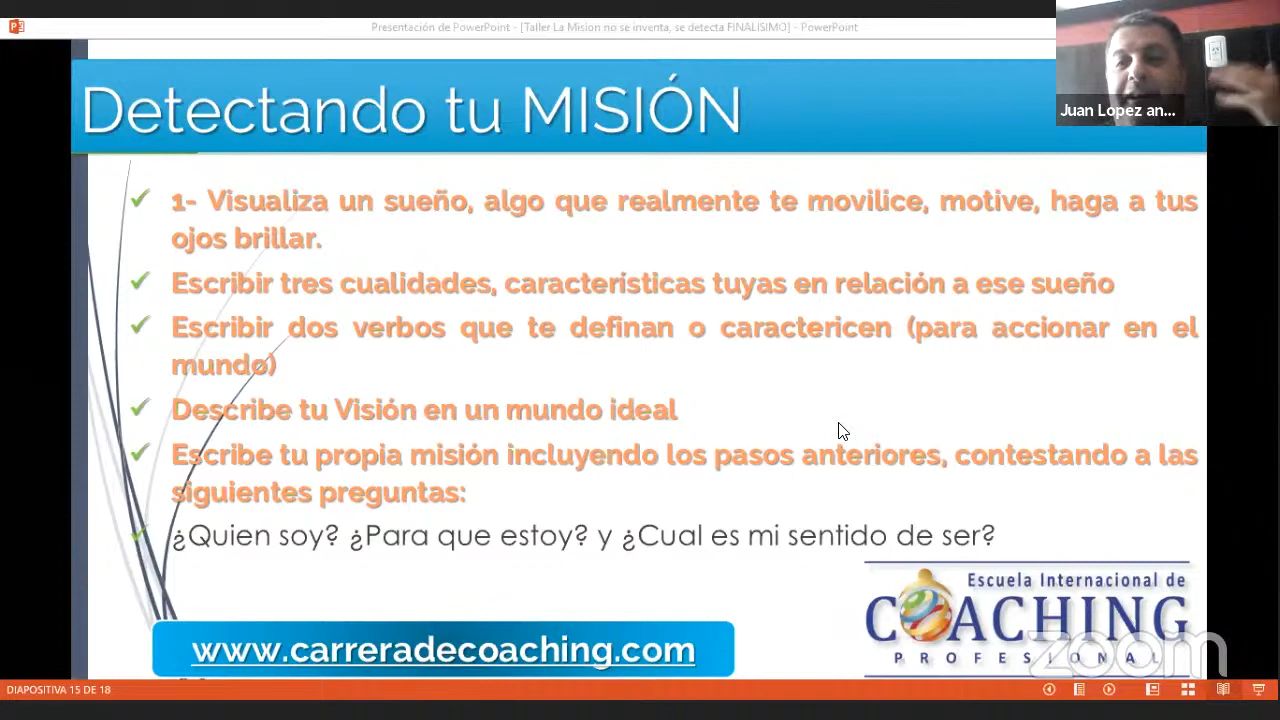 Presentación de PowerPoint - [Taller La Mision no se inventa, se detecta FINALISIMO] - PowerPoint
Juan Lopez an...
Detectando tu MISIÓN
1- Visualiza un sueño, algo que realmente te movilice, motive, haga a tus
ojos brillar.
Escribir tres cualidades, características tuyas en relación a ese sueño
Escribir dos verbos que te definan o caractericen (para accionar en el
mundo)
Describe tu Visión en un mundo ideal
Escribe tu propia misión incluyendo los pasos anteriores, contestando a las
siguientes preguntas:
¿Quien soy? ¿Para que estoy? y ¿Cual es mi sentido de ser?
Escuela Internacional de
COACHING
PROFESIONAL
zoom
www.carreradecoaching.com
DIAPOSITIVA 15 DE 18